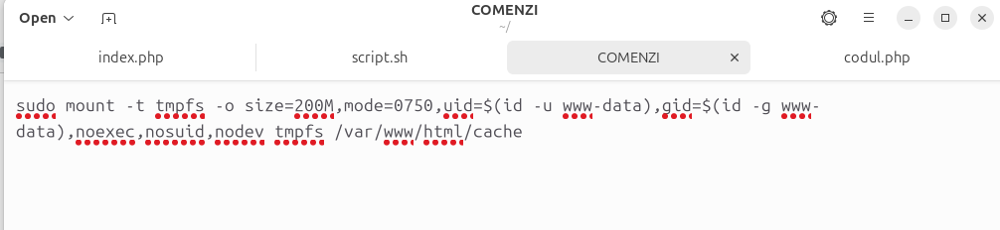 Open
COMENZI
~/
index.php
script.sh
COMENZI
codul.php
sudo mount -t tmpfs -o size=200M,mode=0750,uid=$(id -u www-data),gid=$(id -g www-
data),noexec,nosuid,nodev tmpfs /var/www/html/cache